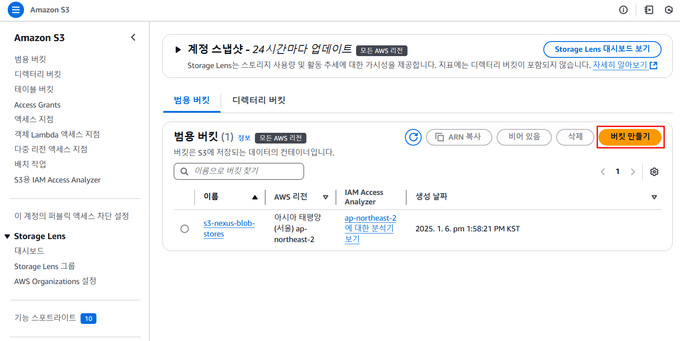 Amazon S3
Amazon S3
범용 버킷
디렉터리 버킷
테이블 버킷
Access Grants
액세스 지점
객체 Lambda 액세스 지점
다중 리전 액세스 지점
배치 작업
S3용 IAM Access Analyzer
이 계정의 퍼블릭 액세스 차단 설정
Storage Lens
대시보드
Storage Lens 그룹
AWS Organizations 설정
기능 스포트라이트 10
계정 스냅샷 - 24시간마다 업데이트 모든 AWS 리전
Storage Lens 대시보드 보기
Storage Lens는 스토리지 사용량 및 활동 추세에 대한 가시성을 제공합니다. 지표에는 디렉터리 버킷이 포함되지 않습니다. 자세히 알아보기
범용 버킷 디렉터리 버킷
범용 버킷 (1) 정보 모든 AWS 리전
ARN 복사 비어 있음 삭제 버킷 만들기
버킷은 S3에 저장되는 데이터의 컨테이너입니다.
이름으로 버킷 찾기
1
이름 AWS 리전 IAM Access Analyzer 생성 날짜
s3-nexus-blob-stores
아시아 태평양 (서울) ap-northeast-2
ap-northeast-2에 대한 분석기 보기
2025. 1. 6. pm 1:58:21 PM KST